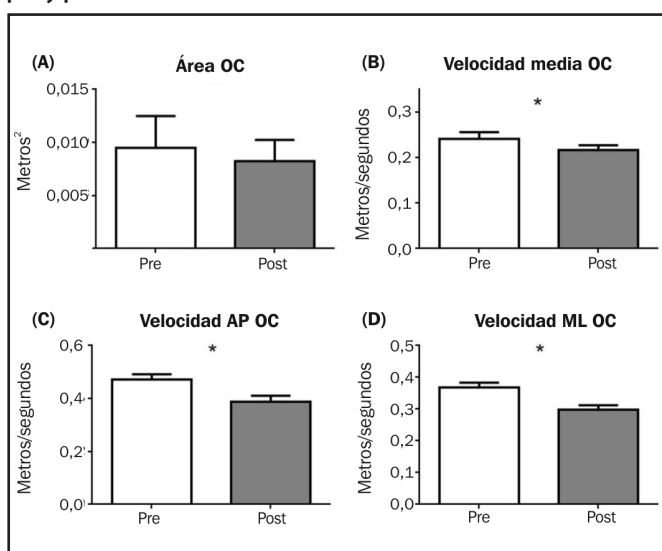 (A)
Área OC
Metros²
0,015
0,010
0,005
Pre
Post
(B)
Velocidad media OC
*
Metros/segundos
0,3
0,2
0,1
0,0
Pre
Post
(C)
Velocidad AP OC
*
Metros/segundos
0,6
0,4
0,2
0,0
Pre
Post
(D)
Velocidad ML OC
*
Metros/segundos
0,5
0,4
0,3
0,2
0,1
0,0
Pre
Post